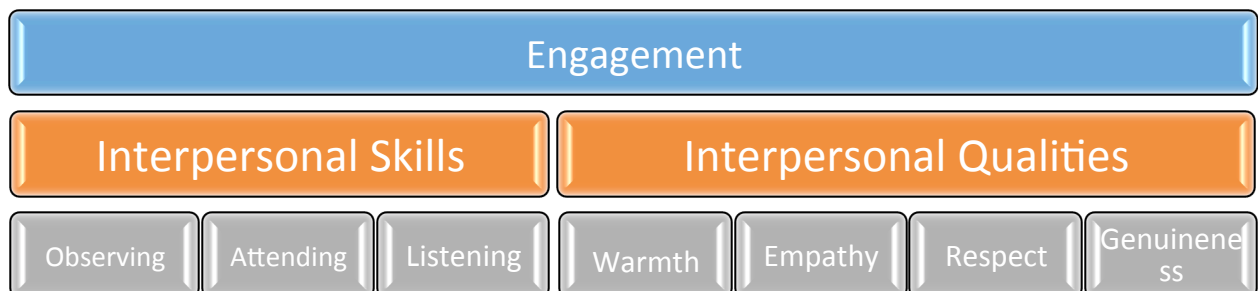 Engagement
Interpersonal Skills
Interpersonal Qualities
Observing
Attending
Listening
Warmth
Empathy
Respect
Genuinene
ss